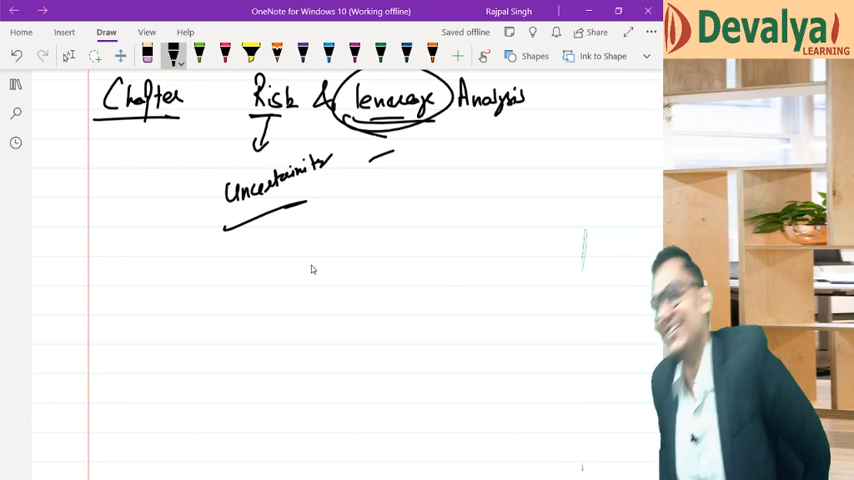 OneNote for Windows 10 (Working offline)
Rajpal Singh
Home Insert Draw View Help
Saved offline
Share
Shapes
Ink to Shape
Devalya
LEARNING
Chapter Risk & leverage Analysis
Uncertainity